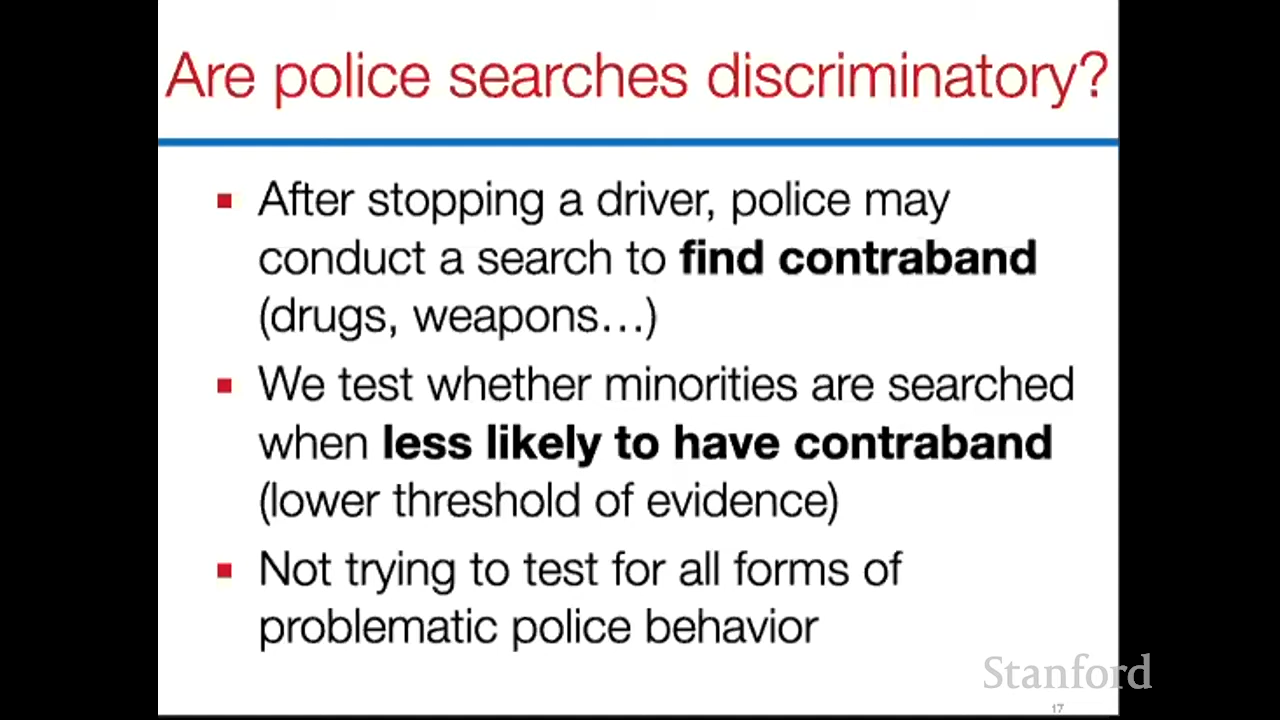 Are police searches discriminatory?
▪ After stopping a driver, police may
conduct a search to find contraband
(drugs, weapons…)
▪ We test whether minorities are searched
when less likely to have contraband
(lower threshold of evidence)
▪ Not trying to test for all forms of
problematic police behavior
Stanford
17